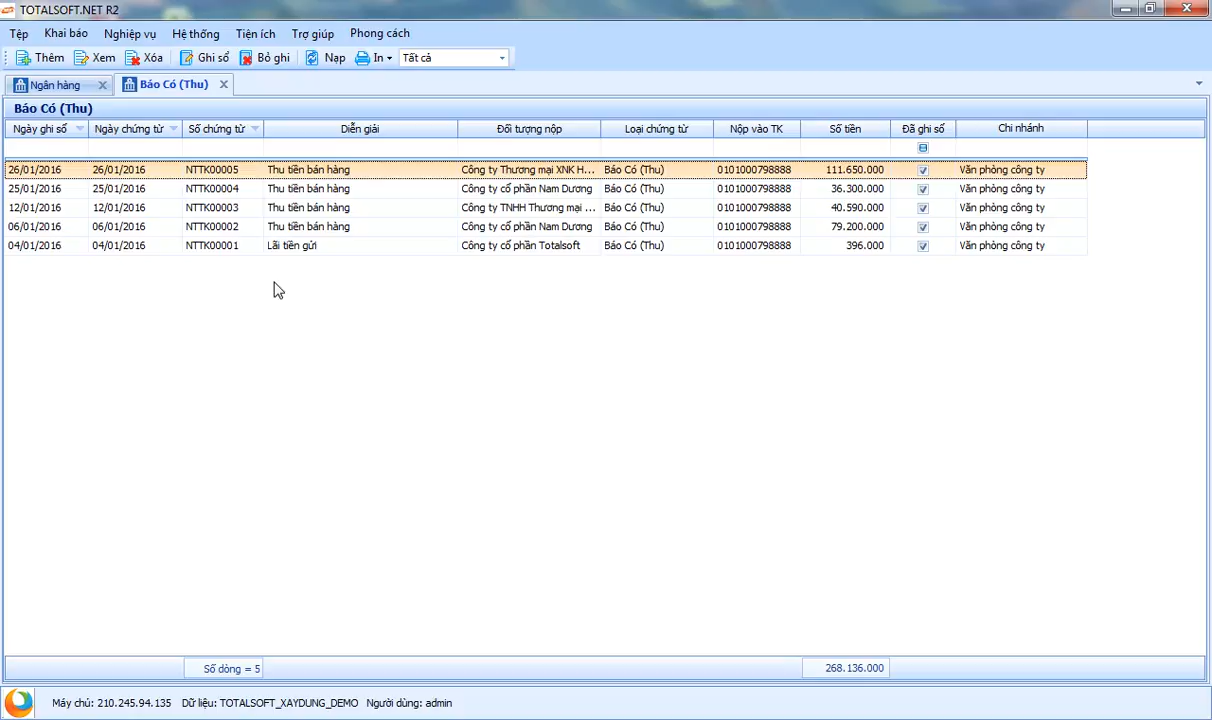 TOTALSOFT.NET R2
Tệp Khai báo Nghiệp vụ Hệ thống Tiện ích Trợ giúp Phong cách
Thêm Xem Xóa Ghi sổ Bỏ ghi Nạp In Tất cả
Ngân hàng Báo Có (Thu)
Báo Có (Thu)
Ngày ghi sổ Ngày chứng từ Số chứng từ Diễn giải Đối tượng nộp Loại chứng từ Nộp vào TK Số tiền Đã ghi sổ Chi nhánh
26/01/2016 26/01/2016 NTTK00005 Thu tiền bán hàng Công ty Thương mại XNK H... Báo Có (Thu) 0101000798888 111.650.000 Văn phòng công ty
25/01/2016 25/01/2016 NTTK00004 Thu tiền bán hàng Công ty cổ phần Nam Dương Báo Có (Thu) 0101000798888 36.300.000 Văn phòng công ty
12/01/2016 12/01/2016 NTTK00003 Thu tiền bán hàng Công ty TNHH Thương mại ... Báo Có (Thu) 0101000798888 40.590.000 Văn phòng công ty
06/01/2016 06/01/2016 NTTK00002 Thu tiền bán hàng Công ty cổ phần Nam Dương Báo Có (Thu) 0101000798888 79.200.000 Văn phòng công ty
04/01/2016 04/01/2016 NTTK00001 Lãi tiền gửi Công ty cổ phần Totalsoft Báo Có (Thu) 0101000798888 396.000 Văn phòng công ty
Số dòng = 5 268.136.000
Máy chủ: 210.245.94.135 Dữ liệu: TOTALSOFT_XAYDUNG_DEMO Người dùng: admin